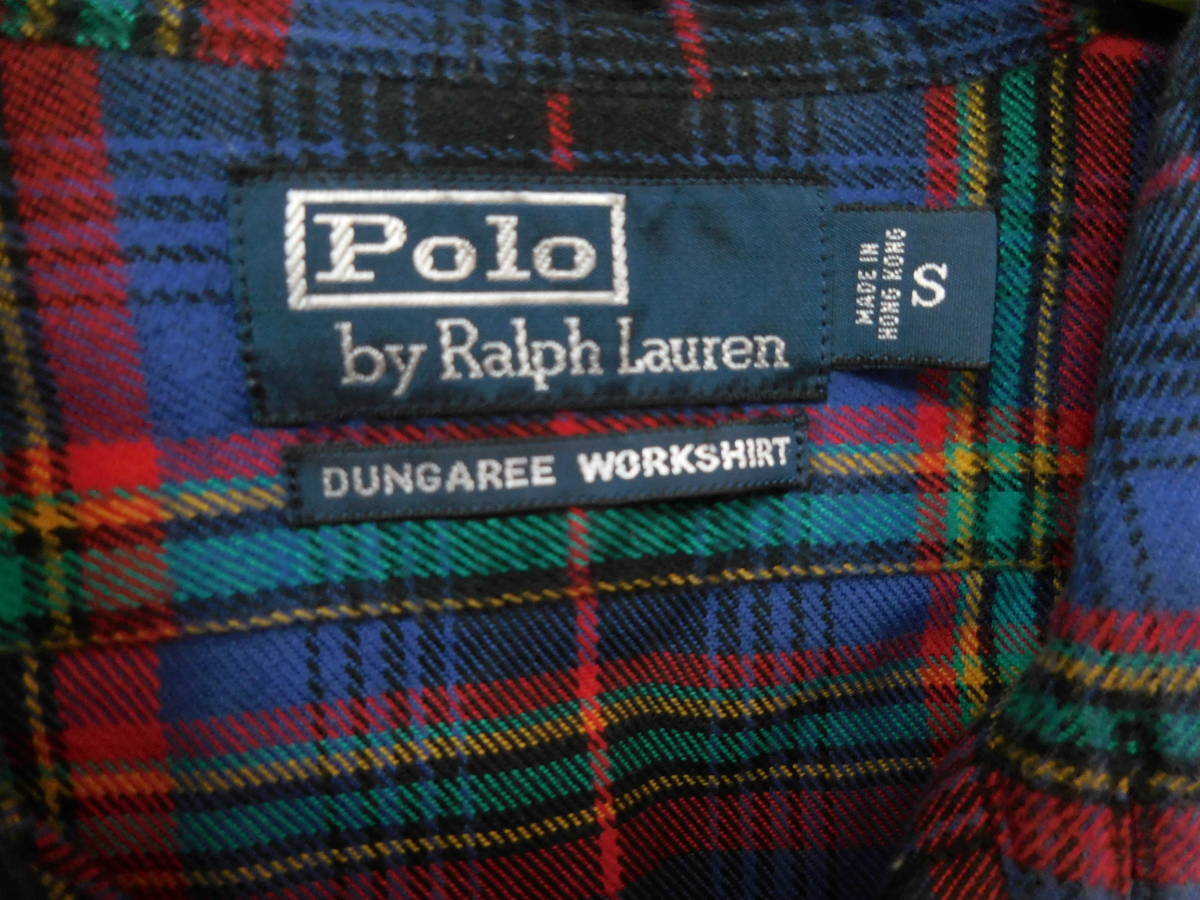 Polo
by Ralph Lauren
MADE IN
HONG KONG
S
DUNGAREE WORKSHIRT